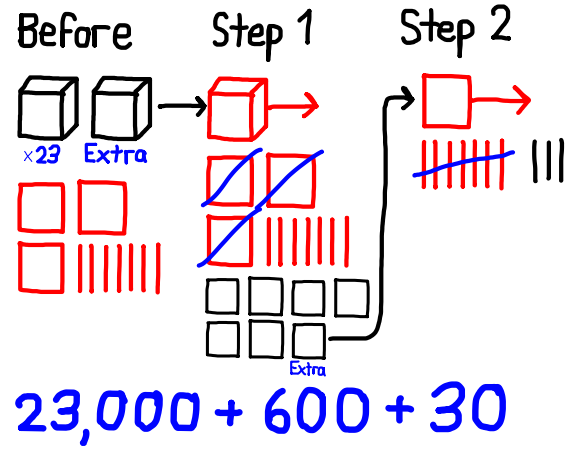 Before Step 1 Step 2
×23 Extra
Extra
23,000 + 600 + 30